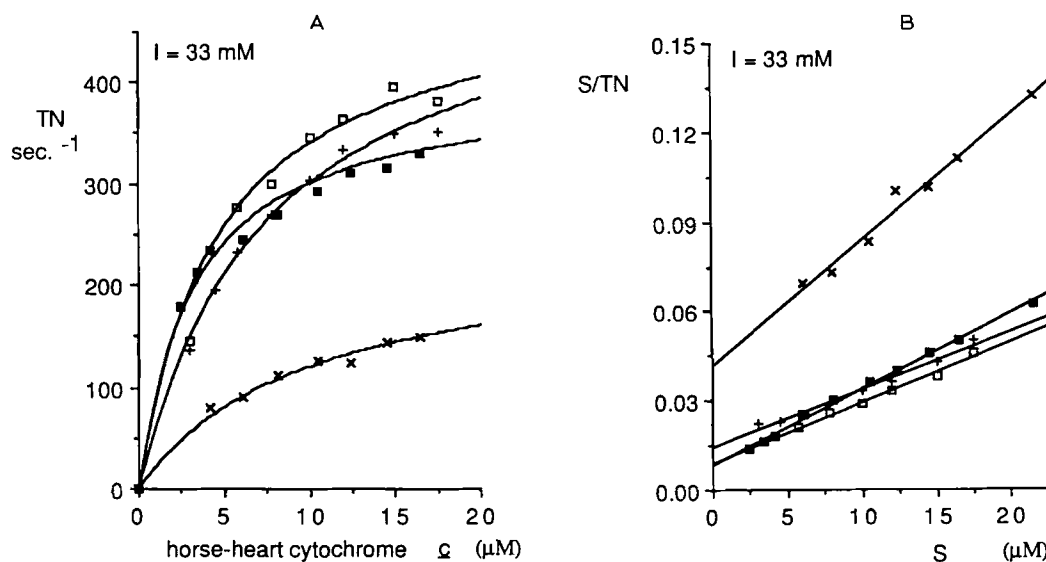 A
I = 33 mM
TN
sec. -1
400
300
200
100
0
0 5 10 15 20
horse-heart cytochrome c (µM)
B
I = 33 mM
S/TN
0.15
0.12
0.09
0.06
0.03
0.00
0 5 10 15 20
S (µM)